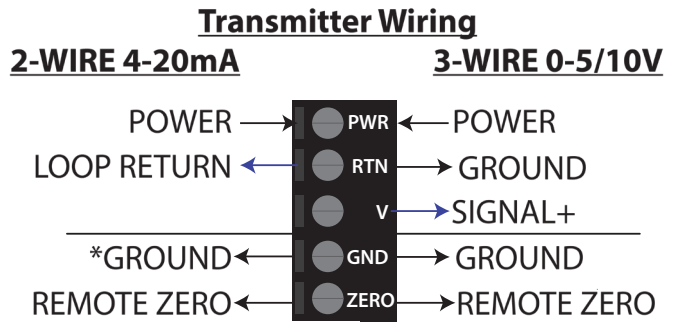 Transmitter Wiring
2-WIRE 4-20mA 3-WIRE 0-5/10V
POWER PWR POWER
LOOP RETURN RTN GROUND
V SIGNAL+
*GROUND GND GROUND
REMOTE ZERO ZERO REMOTE ZERO